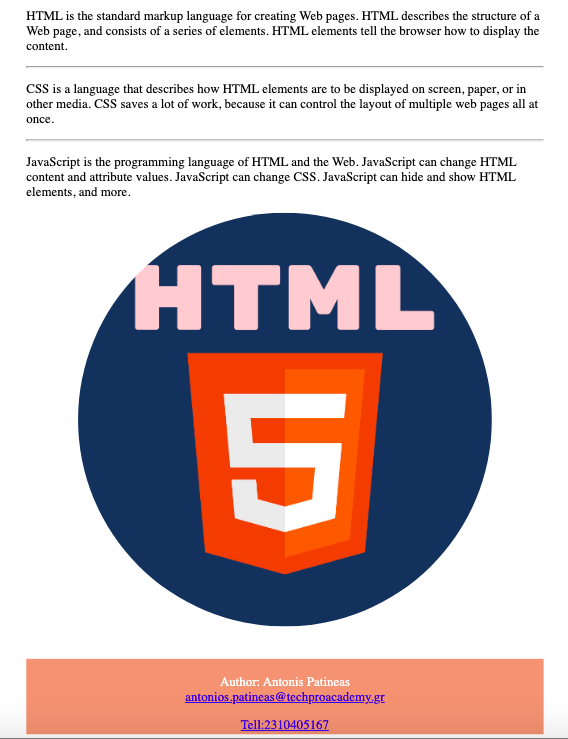 HTML is the standard markup language for creating Web pages. HTML describes the structure of a
Web page, and consists of a series of elements. HTML elements tell the browser how to display the
content.
CSS is a language that describes how HTML elements are to be displayed on screen, paper, or in
other media. CSS saves a lot of work, because it can control the layout of multiple web pages all at
once.
JavaScript is the programming language of HTML and the Web. JavaScript can change HTML
content and attribute values. JavaScript can change CSS. JavaScript can hide and show HTML
elements, and more.
HTML
5
Author: Antonis Patineas
antonios.patineas@techproacademy.gr
Tell:2310405167